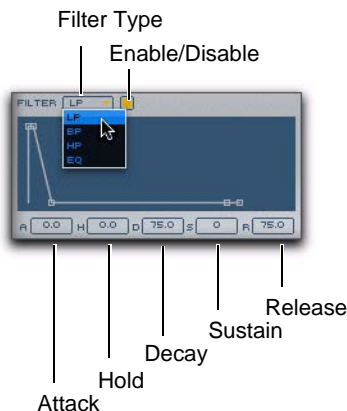 Filter Type
Enable/Disable
FILTER LP
LP
BP
HP
EQ
A 0.0 H 0.0 D 75.0 S 0 R 75.0
Release
Sustain
Decay
Hold
Attack